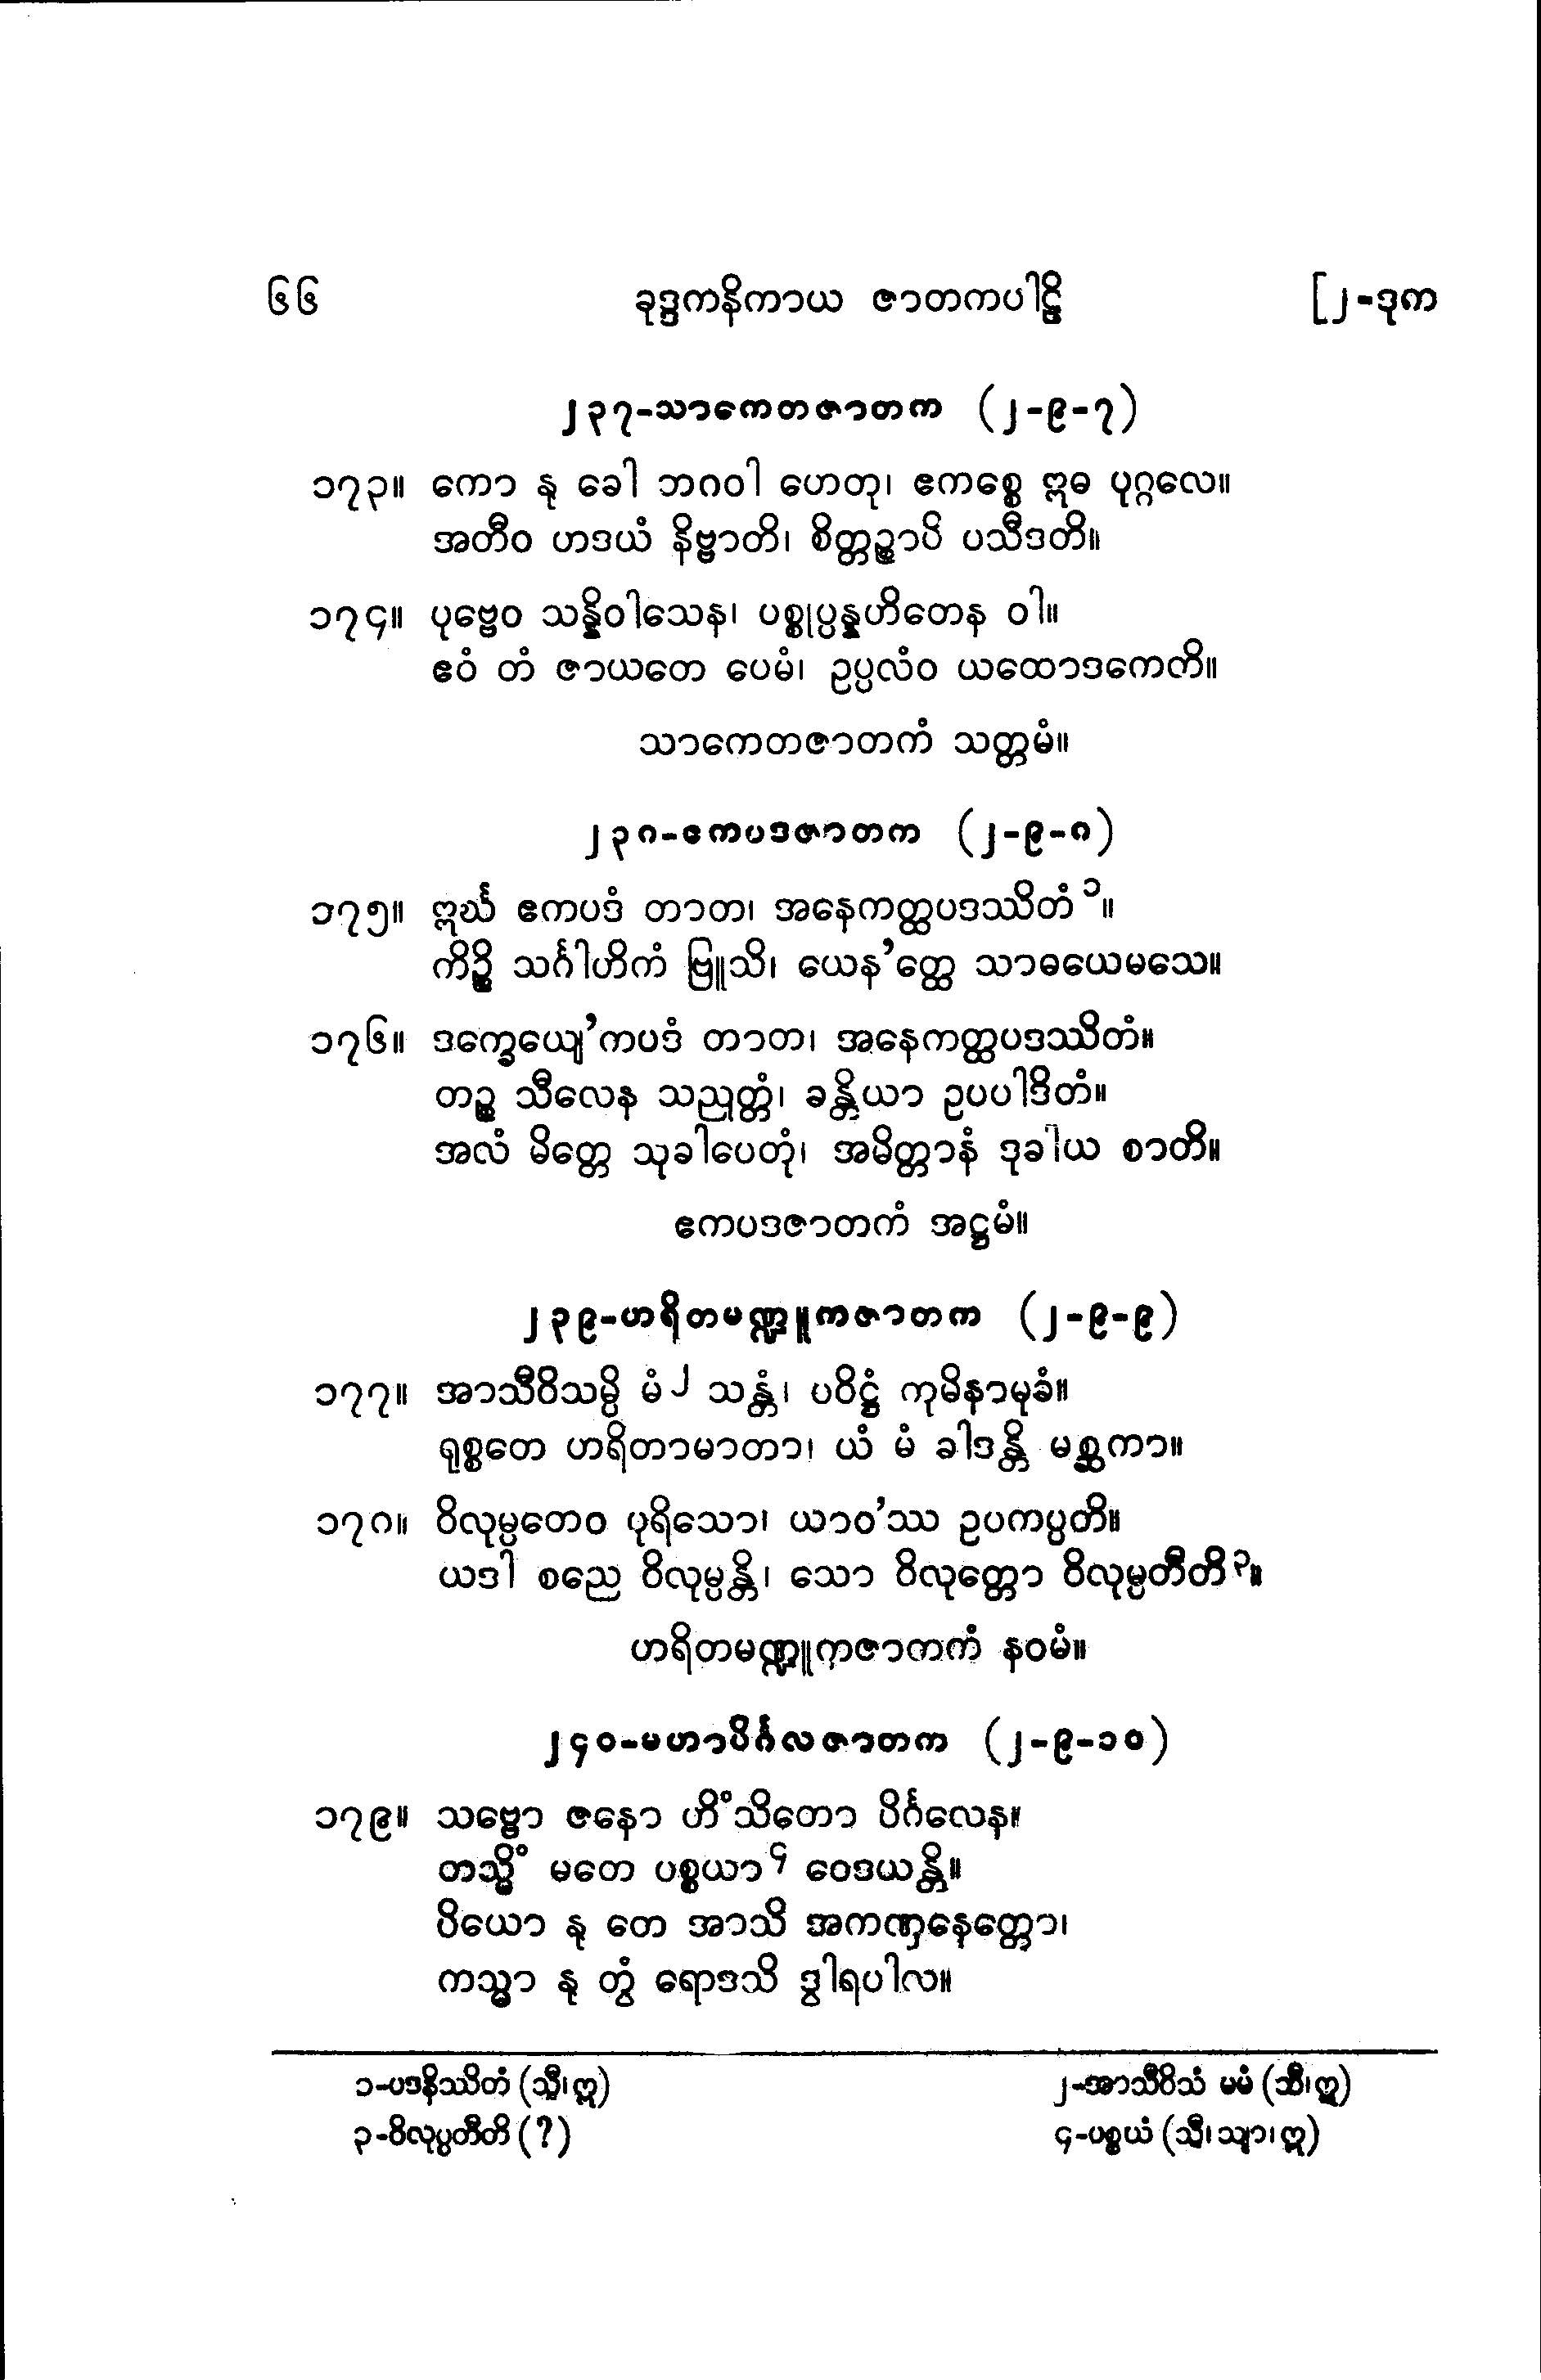 ၆၆ ခုဒ္ဒကနိကာယ ဇာတကပါဠိ [၂-ဒုက
၂၃၇-သာကေတဇာတက (၂-၉-၇)
၁၇၃။ ကော နု ခေါ ဘဂဝါ ဟေတု၊ ဧကစ္စေ ဣဓ ပုဂ္ဂလေ။
အတီဝ ဟဒယံ နိဗ္ဗာတိ၊ စိတ္တဉ္စာပိ ပသီဒတိ။
၁၇၄။ ပုဗ္ဗေဝ သန္နိဝါသေန၊ ပစ္စုပ္ပန္နဟိတေန ဝါ။
ဧဝံ တံ ဇာယတေ ပေမံ၊ ဥပ္ပလံဝ ယထောဒကေတိ။
သာကေတဇာတကံ သတ္တမံ။
၂၃၈-ဧကပဒဇာတက (၂-၉-၈)
၁၇၅။ ဣင်္ဃ ဧကပဒံ တာတ၊ အနေကတ္ထပဒဿိတံ ၁။
ကိဉ္စိ သင်္ဂါဟိကံ ဗြူသိ၊ ယေန’တ္ထေ သာဓယေမသေ။
၁၇၆။ ဒက္ခေယျေ’ကပဒံ တာတ၊ အနေကတ္ထပဒဿိတံ။
တဉ္စ သီလေန သညုတ္တံ၊ ခန္တိယာ ဥပပါဒိတံ။
အလံ မိတ္တေ သုခါပေတုံ၊ အမိတ္တာနံ ဒုခါယ စာတိ။
ဧကပဒဇာတကံ အဋ္ဌမံ။
၂၃၉-ဟရိတမဏ္ဍူကဇာတက (၂-၉-၉)
၁၇၇။ အာသီဝိသမ္ပိ မံ ၂ သန္တံ၊ ပဝိဋ္ဌံ ကုမိနာမုခံ။
ရုစ္စတေ ဟရိတာမာတာ၊ ယံ မံ ခါဒန္တိ မစ္ဆကာ။
၁၇၈။ ဝိလုမ္ပတေဝ ပုရိသော၊ ယာဝ’ဿ ဥပကပ္ပတိ။
ယဒါ စညေ ဝိလုမ္ပန္တိ၊ သော ဝိလုတ္တော ဝိလုမ္ပတီတိ ၃။
ဟရိတမဏ္ဍူကဇာတကံ နဝမံ။
၂၄၀-မဟာပိင်္ဂလဇာတက (၂-၉-၁၀)
၁၇၉။ သဗ္ဗော ဇနော ဟိံသိတော ပိင်္ဂလေန။
တသ္မိံ မတေ ပစ္စယာ ၄ ဝေဒယန္တိ။
ပိယော နု တေ အာသိ အကဏှနေတ္တော၊
ကသ္မာ နု တွံ ရောဒသိ ဒွါရပါလ။
၁-ပဒနိဿိတံ (သီ၊ဣ) ၂-အာသီဝိသံ မမံ (သီ၊ဣ)
၃-ဝိလုပ္ပတီတိ (?) ၄-ပစ္စယံ (သီ၊သျာ၊ဣ)